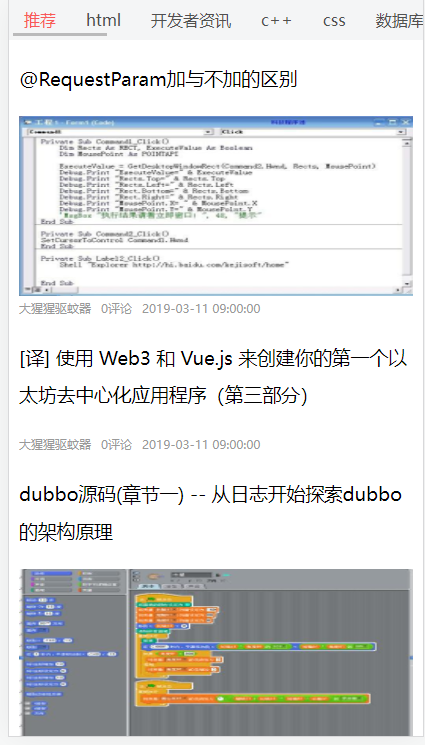 推荐 html 开发者资讯 c++ css 数据库
@RequestParam加与不加的区别
Private Sub Command1_Click()
Dim Rects As RECT, ExecuteValue As Boolean
Dim MousePoint As POINTAPI
ExecuteValue = GetDesktopWindowRect(Command2.Hwnd, Rects, MousePoint)
Debug.Print "ExecuteValue=" & ExecuteValue
Debug.Print "Rects.Top=" & Rects.Top
Debug.Print "Rects.Left=" & Rects.Left
Debug.Print "Rect.Bottom=" & Rects.Bottom
Debug.Print "Rect.Right=" & Rects.Right
Debug.Print "MousePoint.X= " & MousePoint.X
Debug.Print "MousePoint.Y=" & MousePoint.Y
End Sub
Private Sub Command2_Click()
SetCursorToControl Command1.Hwnd
End Sub
Private Sub Label2_Click()
Shell "Explorer http://hi.baidu.com/bejisoft/home"
End Sub
大猩猩驱蚊器 0评论 2019-03-11 09:00:00
[译] 使用 Web3 和 Vue.js 来创建你的第一个以
太坊去中心化应用程序（第三部分）
大猩猩驱蚊器 0评论 2019-03-11 09:00:00
dubbo源码(章节一) -- 从日志开始探索dubbo
的架构原理